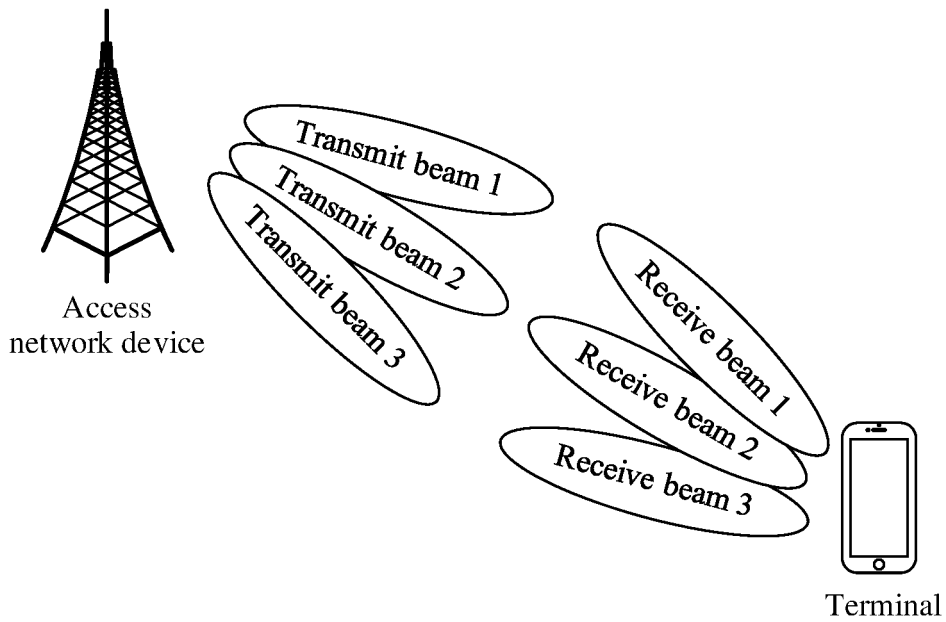 Transmit beam 1
Transmit beam 2
Transmit beam 3
Access
network device
Receive beam 1
Receive beam 2
Receive beam 3
Terminal